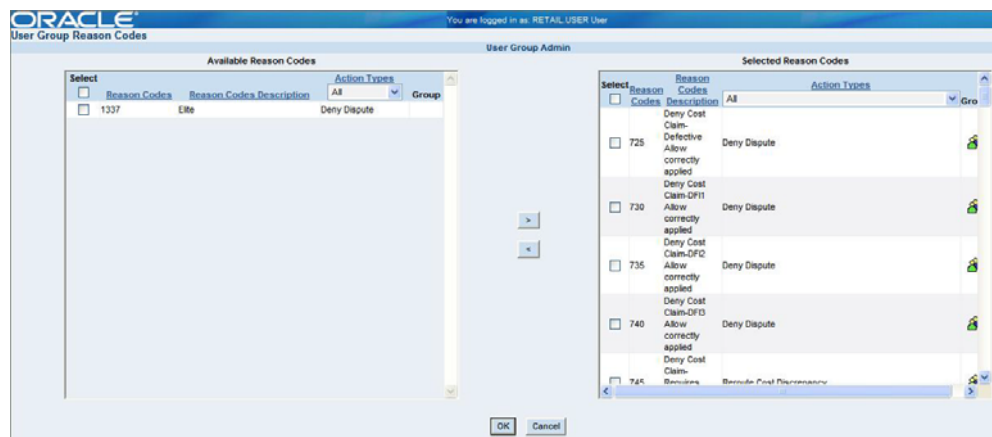 ORACLE
You are logged in as: RETAIL.USER User
User Group Reason Codes
User Group Admin
Available Reason Codes
Select
Reason Codes
Reason Codes Description
Action Types
All
Group
1337
Elite
Deny Dispute
>
<
Selected Reason Codes
Select
Reason
Codes
Reason
Codes
Description
Action Types
All
Gro
725
Deny Cost
Claim-
Defective
Allow
correctly
applied
Deny Dispute
730
Deny Cost
Claim-DFI1
Allow
correctly
applied
Deny Dispute
735
Deny Cost
Claim-DFI2
Allow
correctly
applied
Deny Dispute
740
Deny Cost
Claim-DFI3
Allow
correctly
applied
Deny Dispute
745
Deny Cost
Claim-
Requires
Reroute Cost Discrepancy
OK
Cancel